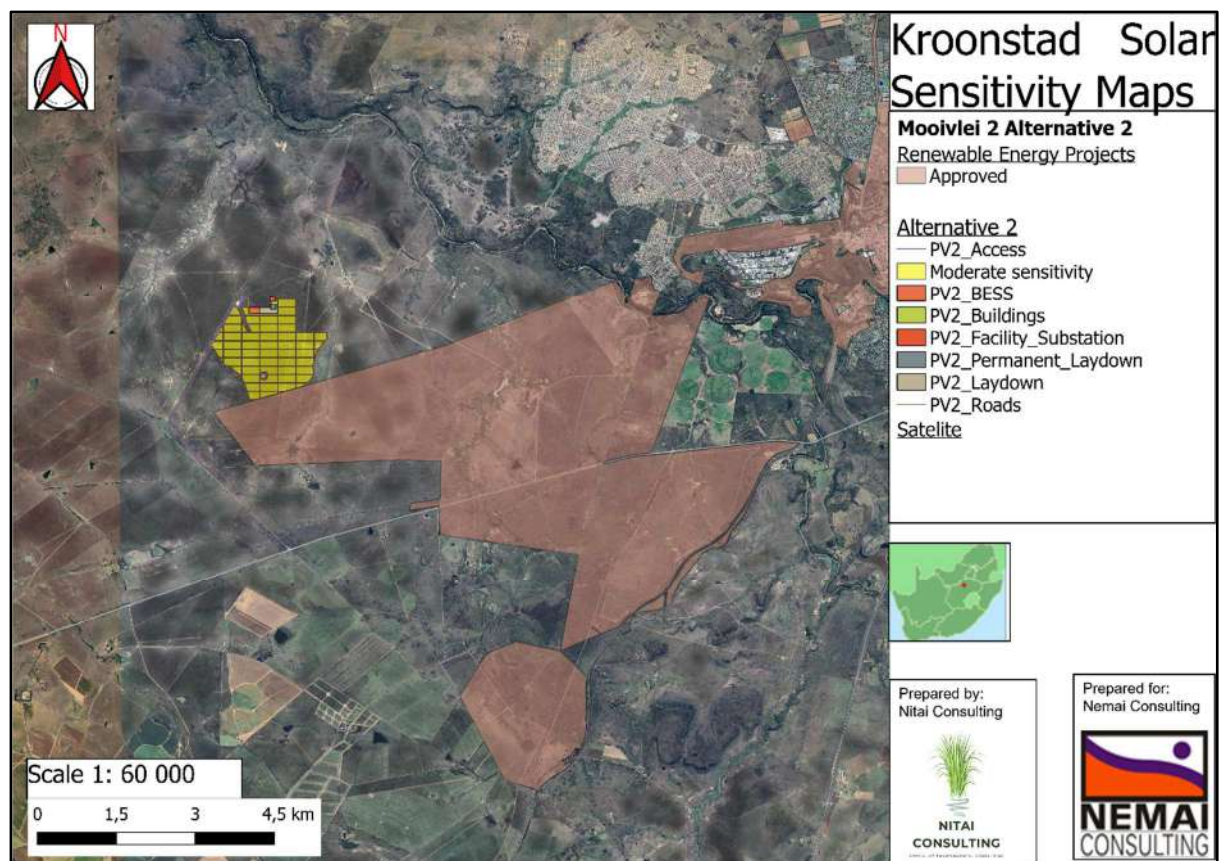 N
Kroonstad Solar
Sensitivity Maps
Mooivlei 2 Alternative 2
Renewable Energy Projects
Approved
Alternative 2
PV2_Access
Moderate sensitivity
PV2_BESS
PV2_Buildings
PV2_Facility_Substation
PV2_Permanent_Laydown
PV2_Laydown
PV2_Roads
Satelite
Scale 1: 60 000
0 1,5 3 4,5 km
Prepared by:
Nitai Consulting
NITAI
CONSULTING
Prepared for:
Nemai Consulting
NEMAI
CONSULTING